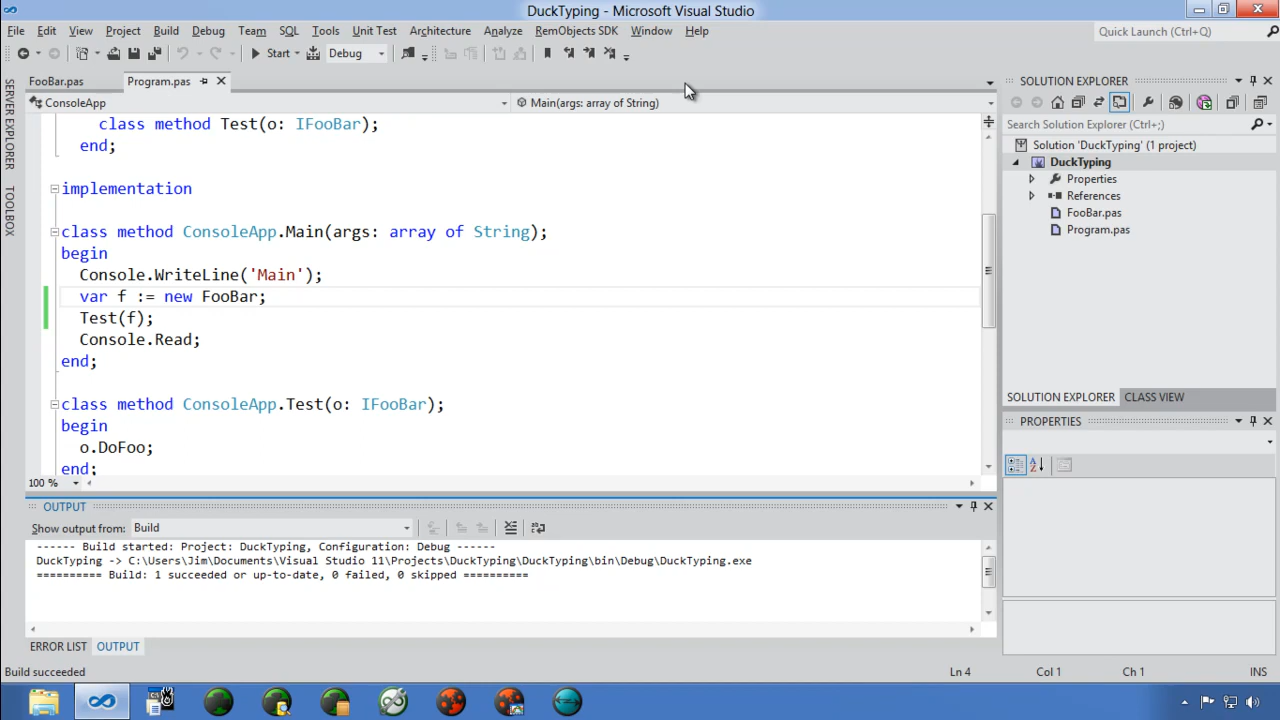 DuckTyping - Microsoft Visual Studio
File Edit View Project Build Debug Team SQL Tools Unit Test Architecture Analyze RemObjects SDK Window Help
Quick Launch (Ctrl+Q)
Start Debug
SERVER EXPLORER
TOOLBOX
FooBar.pas Program.pas
ConsoleApp Main(args: array of String)
class method Test(o: IFooBar);
end;
implementation
class method ConsoleApp.Main(args: array of String);
begin
Console.WriteLine('Main');
var f := new FooBar;
Test(f);
Console.Read;
end;
class method ConsoleApp.Test(o: IFooBar);
begin
o.DoFoo;
end;
100 %
SOLUTION EXPLORER
Search Solution Explorer (Ctrl+;)
Solution 'DuckTyping' (1 project)
DuckTyping
Properties
References
FooBar.pas
Program.pas
SOLUTION EXPLORER CLASS VIEW
PROPERTIES
OUTPUT
Show output from: Build
------ Build started: Project: DuckTyping, Configuration: Debug ------
DuckTyping -> C:\Users\Jim\Documents\Visual Studio 11\Projects\DuckTyping\DuckTyping\bin\Debug\DuckTyping.exe
========== Build: 1 succeeded or up-to-date, 0 failed, 0 skipped ==========
ERROR LIST OUTPUT
Build succeeded Ln 4 Col 1 Ch 1 INS